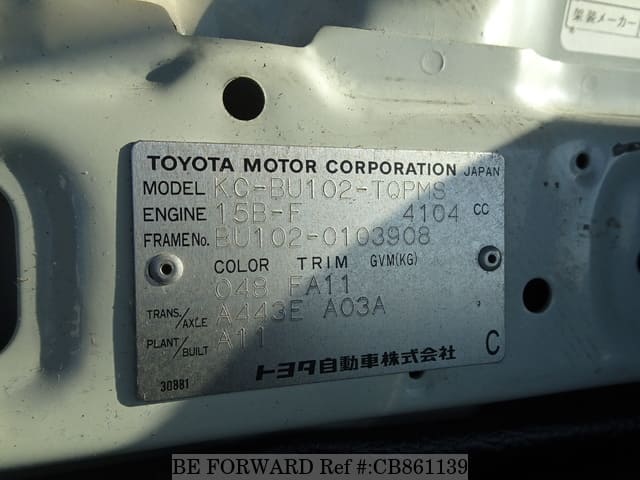 架装メーカー
TOYOTA MOTOR CORPORATION JAPAN
MODEL KC-BU102-TQPMS
ENGINE 15B-F 4104 CC
FRAME No. BU102-0103908
COLOR TRIM GVM(KG)
048 FA11
TRANS./AXLE A443E A03A
PLANT/BUILT A11
トヨタ自動車株式会社 C
30881
BE FORWARD Ref #:CB861139